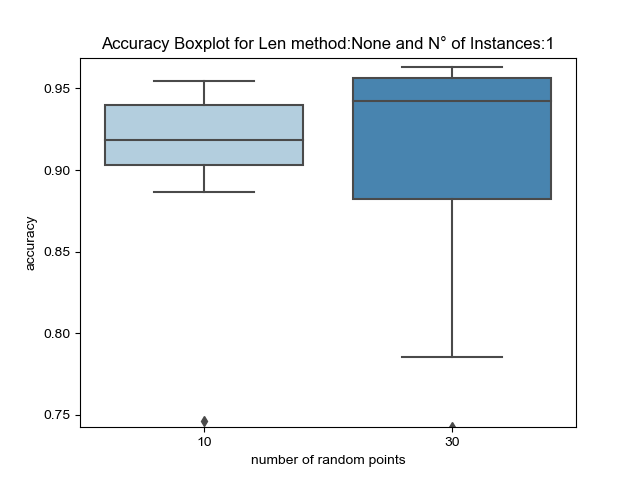 Accuracy Boxplot for Len method:None and N° of Instances:1
0.95
0.90
0.85
0.80
0.75
accuracy
10
30
number of random points